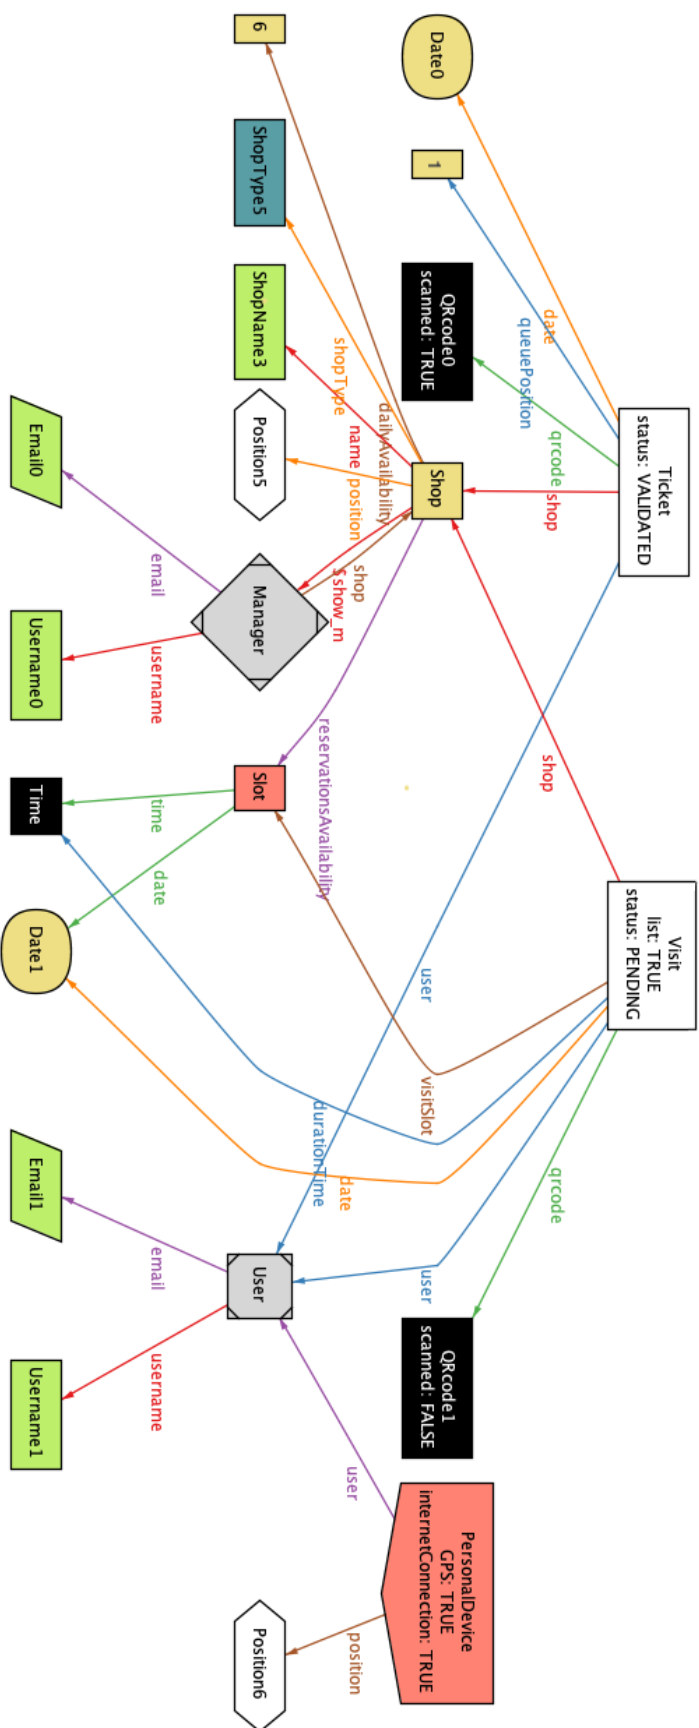 Ticket
status: VALIDATED
Visit
list: TRUE
status: PENDING
date
queuePosition
qrcode
shop
shop
user
qrcode
Date0
1
QRcode0
scanned: TRUE
Shop
visitSlot
user
QRcode1
scanned: FALSE
PersonalDevice
GPS: TRUE
internetConnection: TRUE
shopType
name
dailyAvailability
position
shop
$show_m
reservationsAvailability
durationTime
date
user
position
6
ShopType5
ShopName3
Position5
Manager
Slot
User
Position6
email
username
time
date
email
username
Email0
Username0
Time
Date1
Email1
Username1